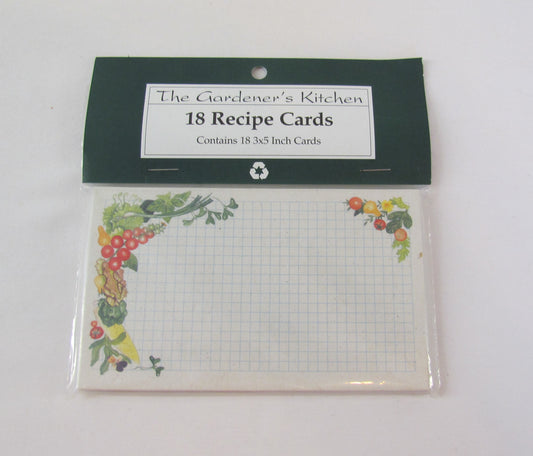 The Gardener's Kitchen
18 Recipe Cards
Contains 18 3x5 Inch Cards